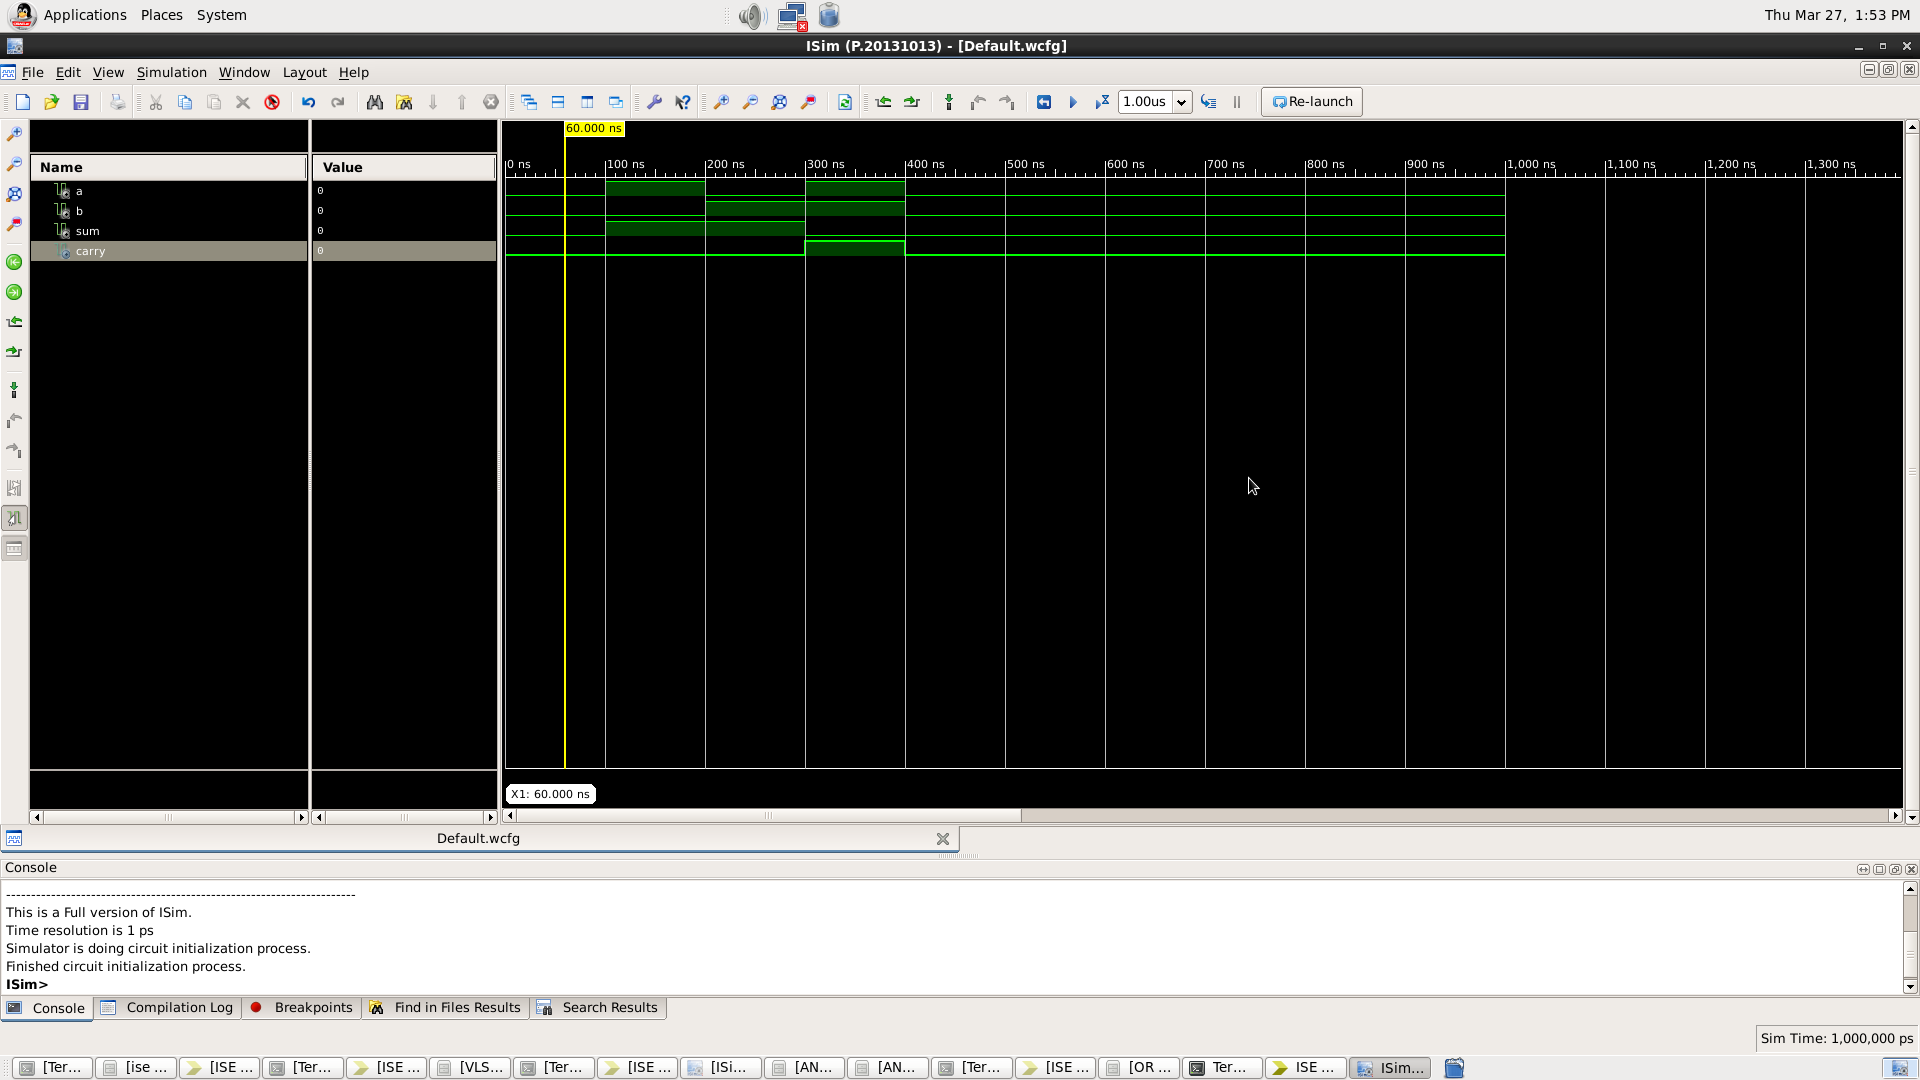 Applications Places System
Thu Mar 27, 1:53 PM
ISim (P.20131013) - [Default.wcfg]
File Edit View Simulation Window Layout Help
1.00us
Re-launch
60.000 ns
Name Value
0 ns 100 ns 200 ns 300 ns 400 ns 500 ns 600 ns 700 ns 800 ns 900 ns 1,000 ns 1,100 ns 1,200 ns 1,300 ns
a 0
b 0
sum 0
carry 0
X1: 60.000 ns
Default.wcfg
Console
----------------------------------------------------------------------
This is a Full version of ISim.
Time resolution is 1 ps
Simulator is doing circuit initialization process.
Finished circuit initialization process.
ISim>
Console Compilation Log Breakpoints Find in Files Results Search Results
Sim Time: 1,000,000 ps
[Ter... [ise ... [ISE ... [Ter... [ISE ... [VLS... [Ter... [ISE ... [ISi... [AN... [AN... [Ter... [ISE ... [OR ... Ter... ISE ... ISim...